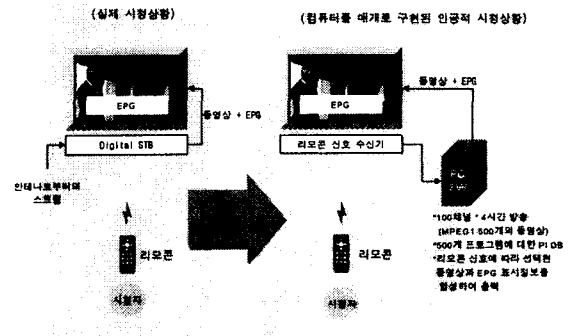 (실제 시청상황)
EPG
동영상 + EPG
Digital STB
안테나로부터의
스트림
리모콘
시청자
(컴퓨터를 매개로 구현된 인공적 시청상황)
EPG
동영상 + EPG
리모콘 신호 수신기
PC
리모콘
시청자
*100채널 * 4시간 방송
(MPEG1 500개의 동영상)
*500개 프로그램에 대한 PI DB
*리모콘 신호에 따라 선택된
동영상과 EPG 표시정보를
합성하여 출력